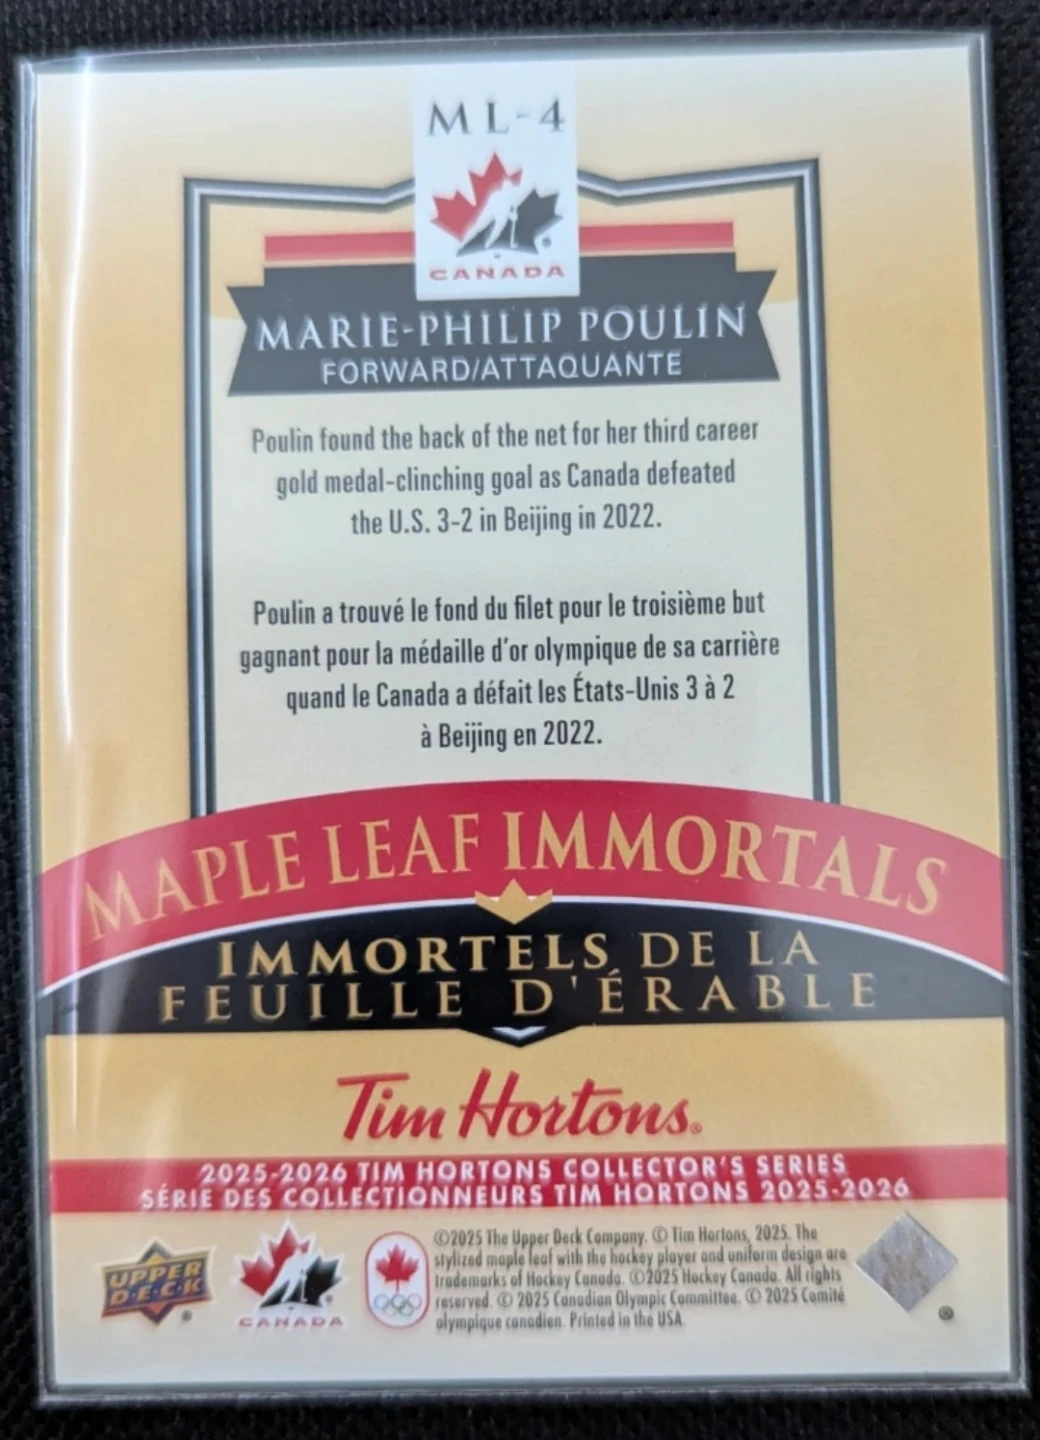 ML-4
CANADA
MARIE-PHILIP POULIN
FORWARD/ATTAQUANTE
Poulin found the back of the net for her third career
gold medal-clinching goal as Canada defeated
the U.S. 3-2 in Beijing in 2022.
Poulin a trouvé le fond du filet pour le troisième but
gagnant pour la médaille d'or olympique de sa carrière
quand le Canada a défait les États-Unis 3 à 2
à Beijing en 2022.
MAPLE LEAF IMMORTALS
IMMORTELS DE LA
FEUILLE D'ÉRABLE
Tim Hortons®
2025-2026 TIM HORTONS COLLECTOR'S SERIES
SÉRIE DES COLLECTIONNEURS TIM HORTONS 2025-2026
UPPER
D·E·C·K
®
CANADA
©2025 The Upper Deck Company. © Tim Hortons, 2025. The
stylized maple leaf with the hockey player and uniform design are
trademarks of Hockey Canada. ©2025 Hockey Canada. All rights
reserved. © 2025 Canadian Olympic Committee. © 2025 Comité
olympique canadien. Printed in the USA.
®